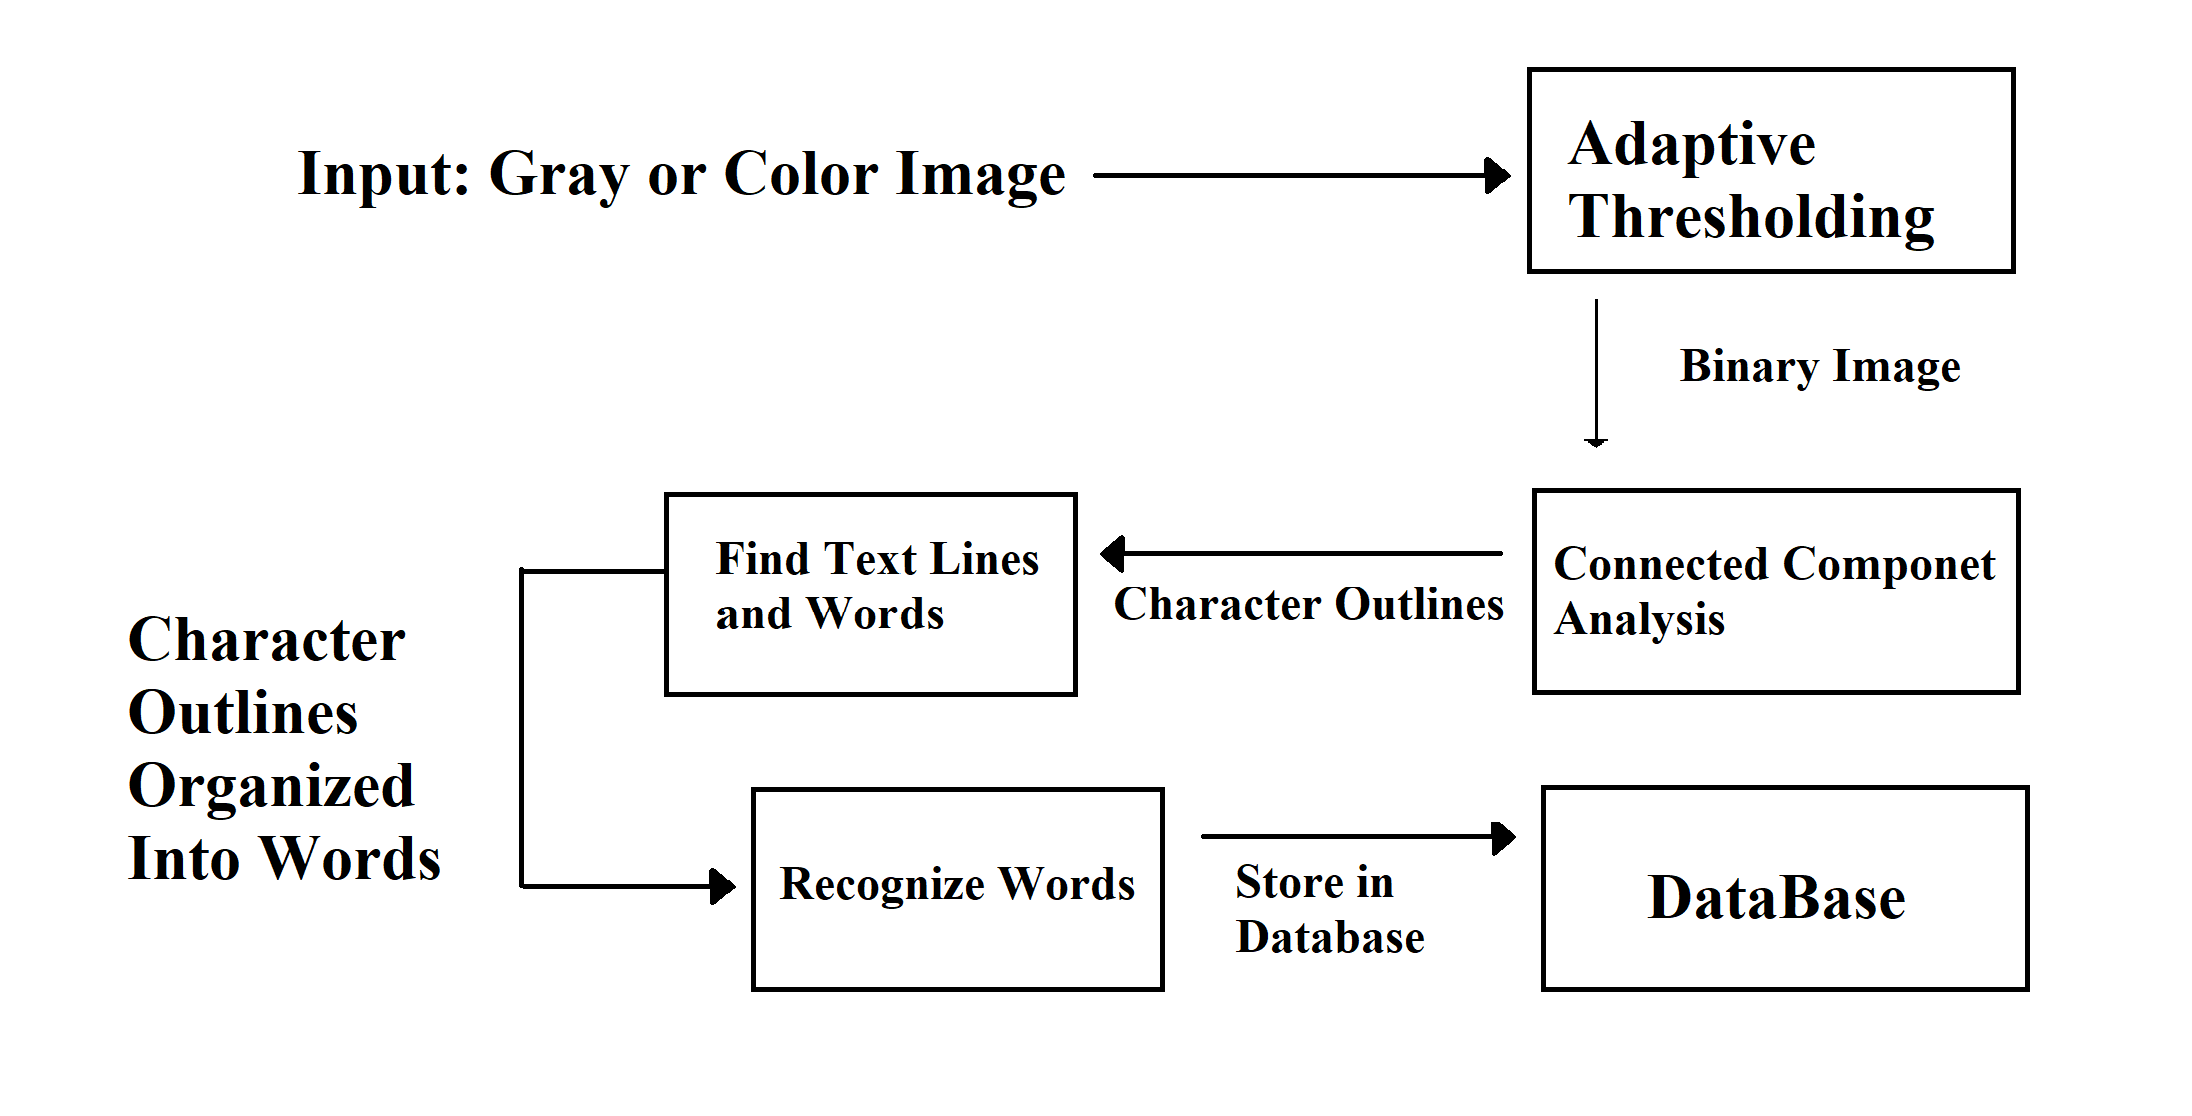 Input: Gray or Color Image
Adaptive
Thresholding
Binary Image
Connected Componet
Analysis
Character Outlines
Find Text Lines
and Words
Character
Outlines
Organized
Into Words
Recognize Words
Store in
Database
DataBase